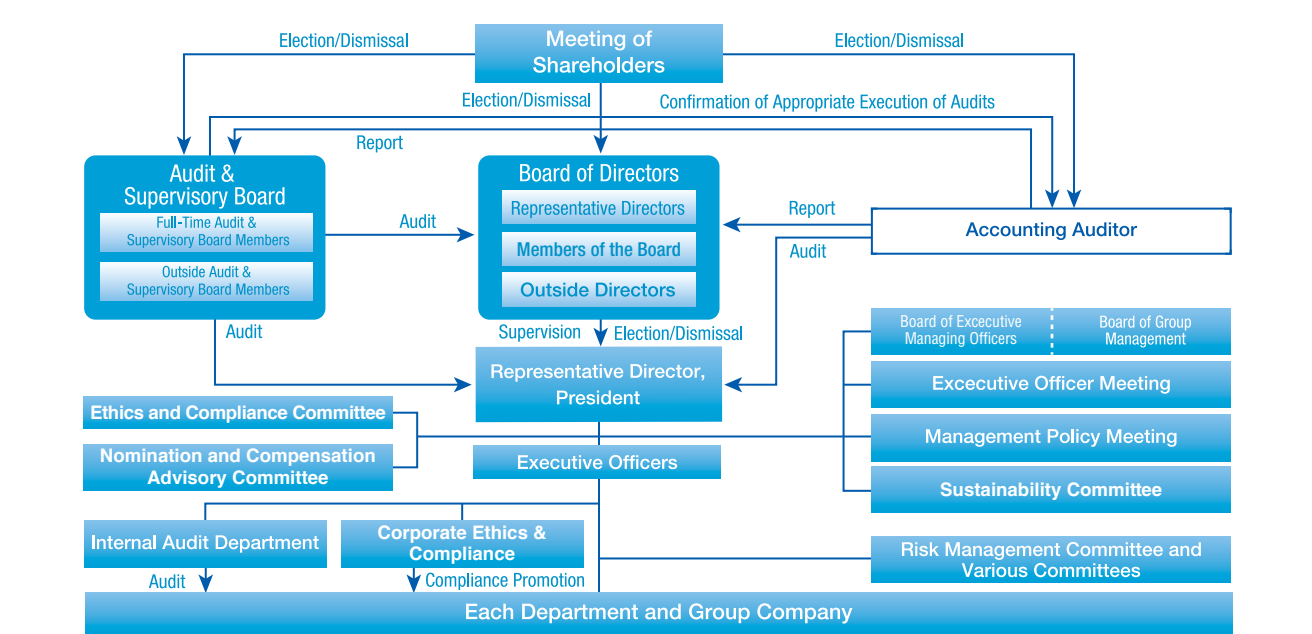 Meeting of
Shareholders
Election/Dismissal
Election/Dismissal
Election/Dismissal
Confirmation of Appropriate Execution of Audits
Report
Audit &
Supervisory Board
Full-Time Audit &
Supervisory Board Members
Outside Audit &
Supervisory Board Members
Audit
Board of Directors
Representative Directors
Members of the Board
Outside Directors
Report
Audit
Accounting Auditor
Audit
Supervision
Election/Dismissal
Representative Director,
President
Board of Excecutive
Managing Officers
Board of Group
Management
Excecutive Officer Meeting
Management Policy Meeting
Sustainability Committee
Ethics and Compliance Committee
Nomination and Compensation
Advisory Committee
Executive Officers
Internal Audit Department
Corporate Ethics &
Compliance
Risk Management Committee and
Various Committees
Audit
Compliance Promotion
Each Department and Group Company